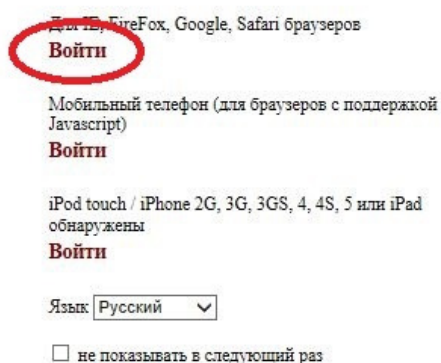 Для IE, FireFox, Google, Safari браузеров
Войти
Мобильный телефон (для браузеров с поддержкой
Javascript)
Войти
iPod touch / iPhone 2G, 3G, 3GS, 4, 4S, 5 или iPad
обнаружены
Войти
Язык Русский
не показывать в следующий раз